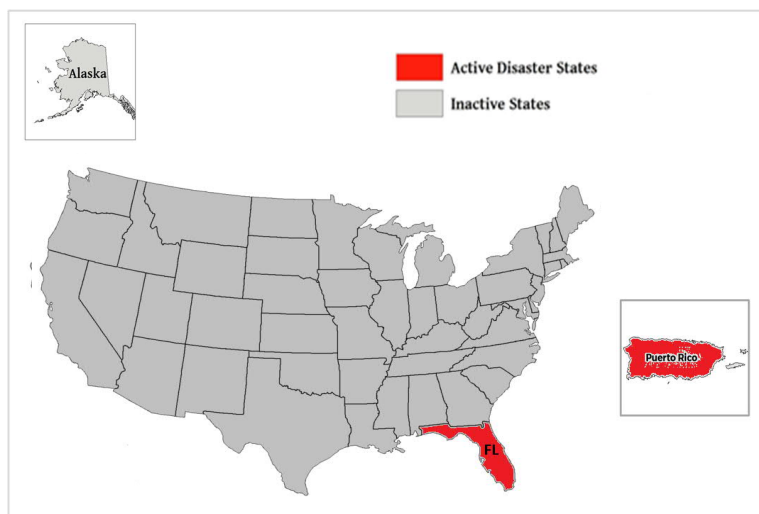 Alaska
Active Disaster States
Inactive States
Puerto Rico
FL